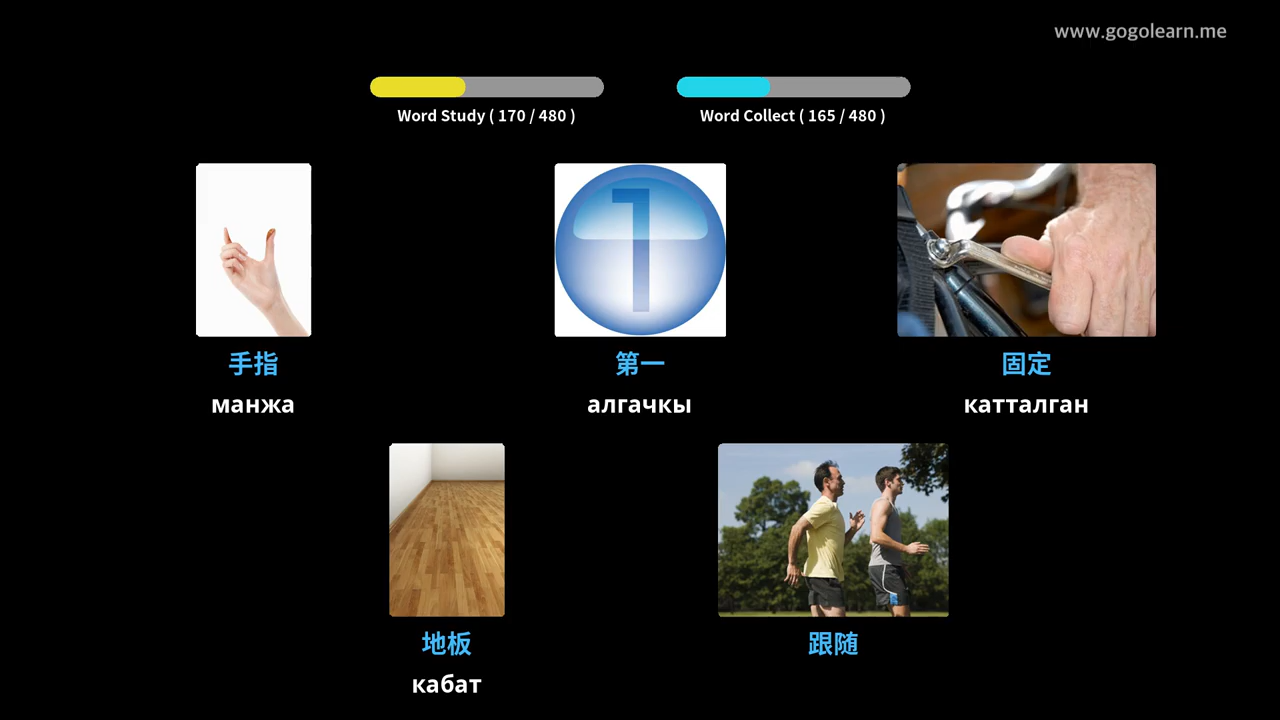 www.gogolearn.me
Word Study ( 170 / 480 )
Word Collect ( 165 / 480 )
1
手指
манжа
第一
алгачкы
固定
катталган
地板
кабат
跟随